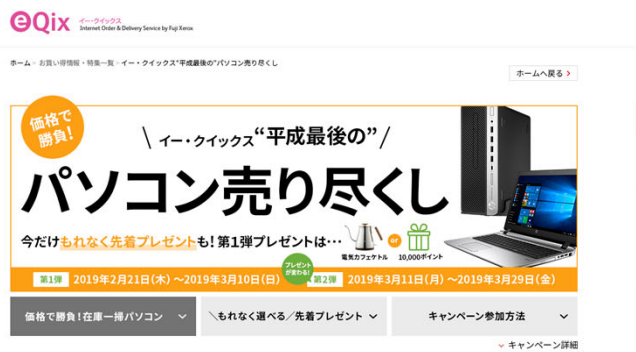 eQix
イー・クイックス
Internet Order & Delivery Service by Fuji Xerox
ホーム > お買い得情報・特集一覧 > イー・クイックス"平成最後の"パソコン売り尽くし
ホームへ戻る
価格で
勝負！
イー・クイックス“平成最後の”
パソコン売り尽くし
今だけもれなく先着プレゼントも！第1弾プレゼントは･･･
電気カフェケトル
or
10,000ポイント
第1弾 2019年2月21日（木）～2019年3月10日（日）
プレゼント
が変わる！
第2弾 2019年3月11日（月）～2019年3月29日（金）
価格で勝負！在庫一掃パソコン
＼もれなく選べる／先着プレゼント
キャンペーン参加方法
キャンペーン詳細